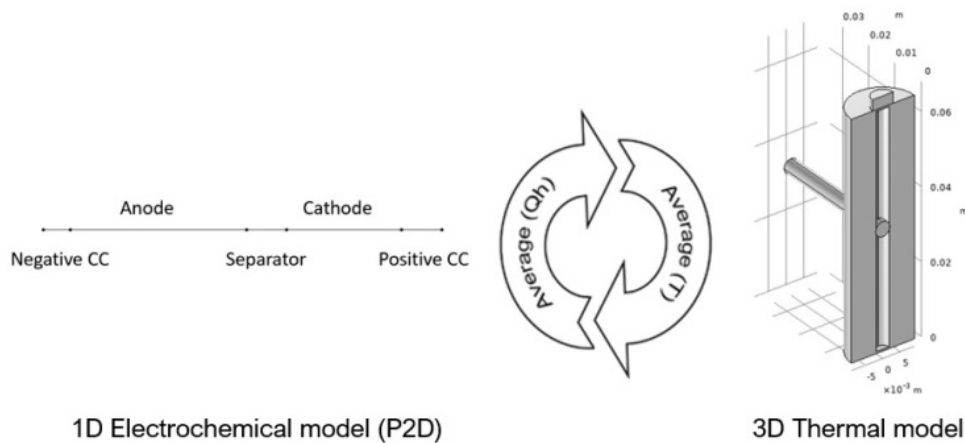 0.03 m
0.02
0.01
0
0.06
0.04
m
0.02
0
-5 0 5
×10⁻³ m
Anode Cathode
Negative CC Separator Positive CC
Average (Qh)
Average (T)
1D Electrochemical model (P2D) 3D Thermal model